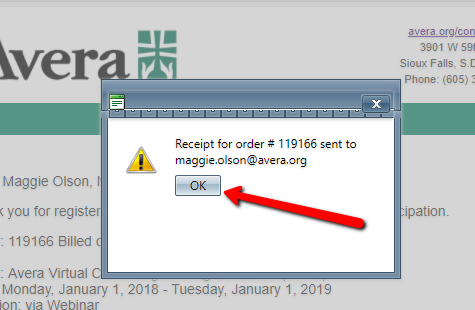 Avera
avera.org/con
3901 W 59
Sioux Falls, S.D
Phone: (605) 3
X
Receipt for order # 119166 sent to
maggie.olson@avera.org
OK
Maggie Olson,
k you for register
cipation.
: 119166 Billed
: Avera Virtual C
Monday, January 1, 2018 - Tuesday, January 1, 2019
ion: via Webinar